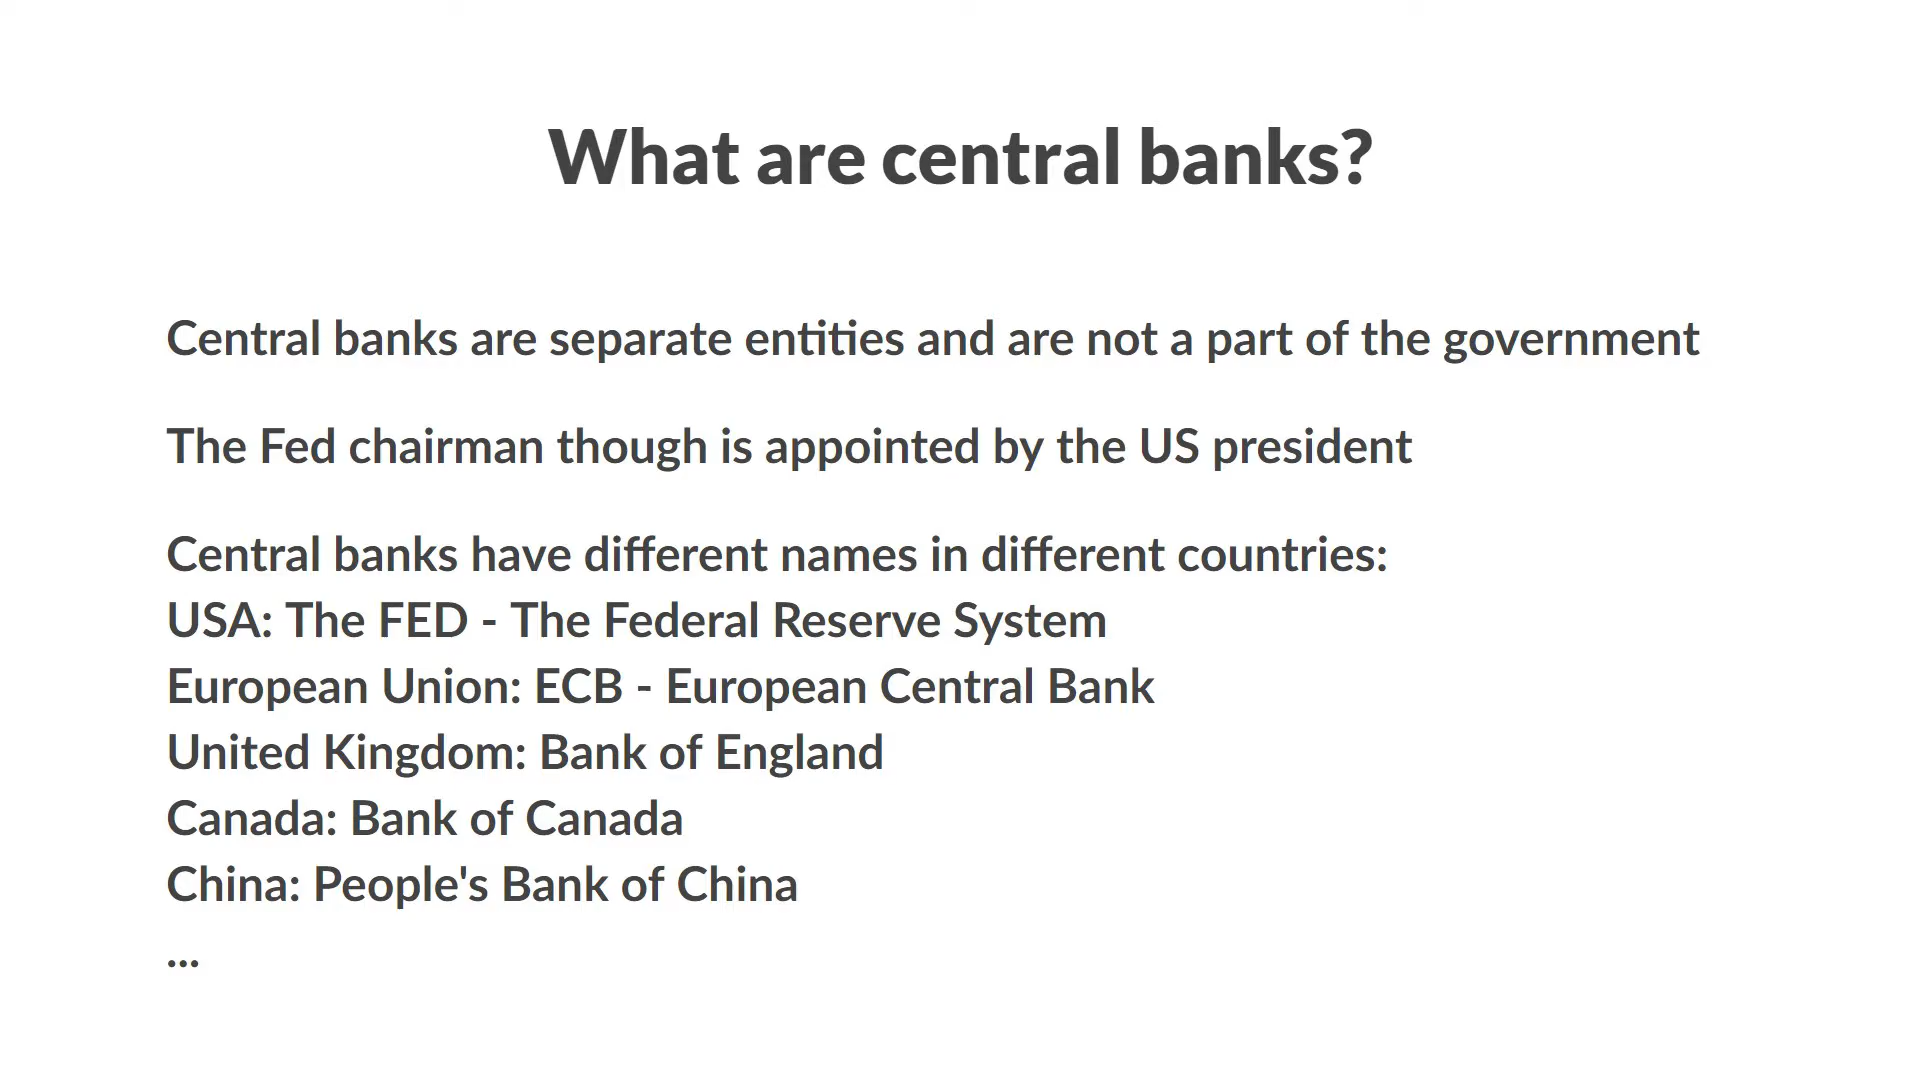 What are central banks?
Central banks are separate entities and are not a part of the government
The Fed chairman though is appointed by the US president
Central banks have different names in different countries:
USA: The FED - The Federal Reserve System
European Union: ECB - European Central Bank
United Kingdom: Bank of England
Canada: Bank of Canada
China: People's Bank of China
...